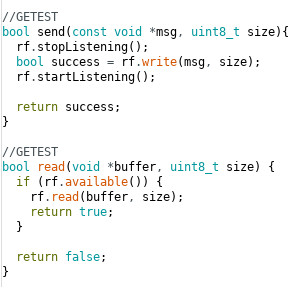 //GETEST
bool send(const void *msg, uint8_t size){
  rf.stopListening();
  bool success = rf.write(msg, size);
  rf.startListening();

  return success;
}

//GETEST
bool read(void *buffer, uint8_t size) {
  if (rf.available()) {
    rf.read(buffer, size);
    return true;
  }

  return false;
}